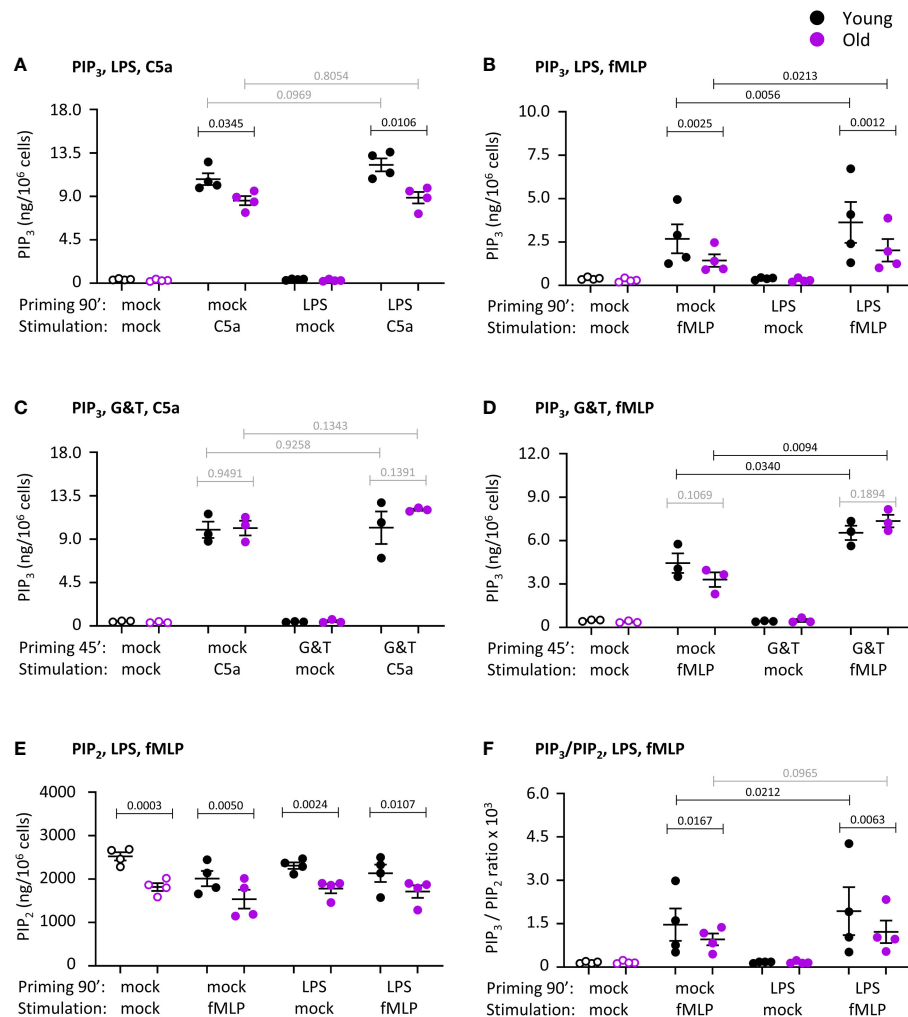 Young
Old
A PIP3, LPS, C5a
0.8054
0.0969
0.0345 0.0106
18.0
13.5
9.0
4.5
0
PIP3 (ng/10^6 cells)
Priming 90’: mock mock LPS LPS
Stimulation: mock C5a mock C5a
B PIP3, LPS, fMLP
0.0213
0.0056
0.0025 0.0012
10.0
7.5
5.0
2.5
0
PIP3 (ng/10^6 cells)
Priming 90’: mock mock LPS LPS
Stimulation: mock fMLP mock fMLP
C PIP3, G&T, C5a
0.1343
0.9258
0.9491 0.1391
18.0
13.5
9.0
4.5
0
PIP3 (ng/10^6 cells)
Priming 45’: mock mock G&T G&T
Stimulation: mock C5a mock C5a
D PIP3, G&T, fMLP
0.0094
0.0340
0.1069 0.1894
12.0
9.0
6.0
3.0
0
PIP3 (ng/10^6 cells)
Priming 45’: mock mock G&T G&T
Stimulation: mock fMLP mock fMLP
E PIP2, LPS, fMLP
0.0003 0.0050 0.0024 0.0107
4000
3000
2000
1000
0
PIP2 (ng/10^6 cells)
Priming 90’: mock mock LPS LPS
Stimulation: mock fMLP mock fMLP
F PIP3/PIP2, LPS, fMLP
0.0965
0.0212
0.0167 0.0063
6.0
4.5
3.0
1.5
0
PIP3 / PIP2 ratio x 10^3
Priming 90’: mock mock LPS LPS
Stimulation: mock fMLP mock fMLP